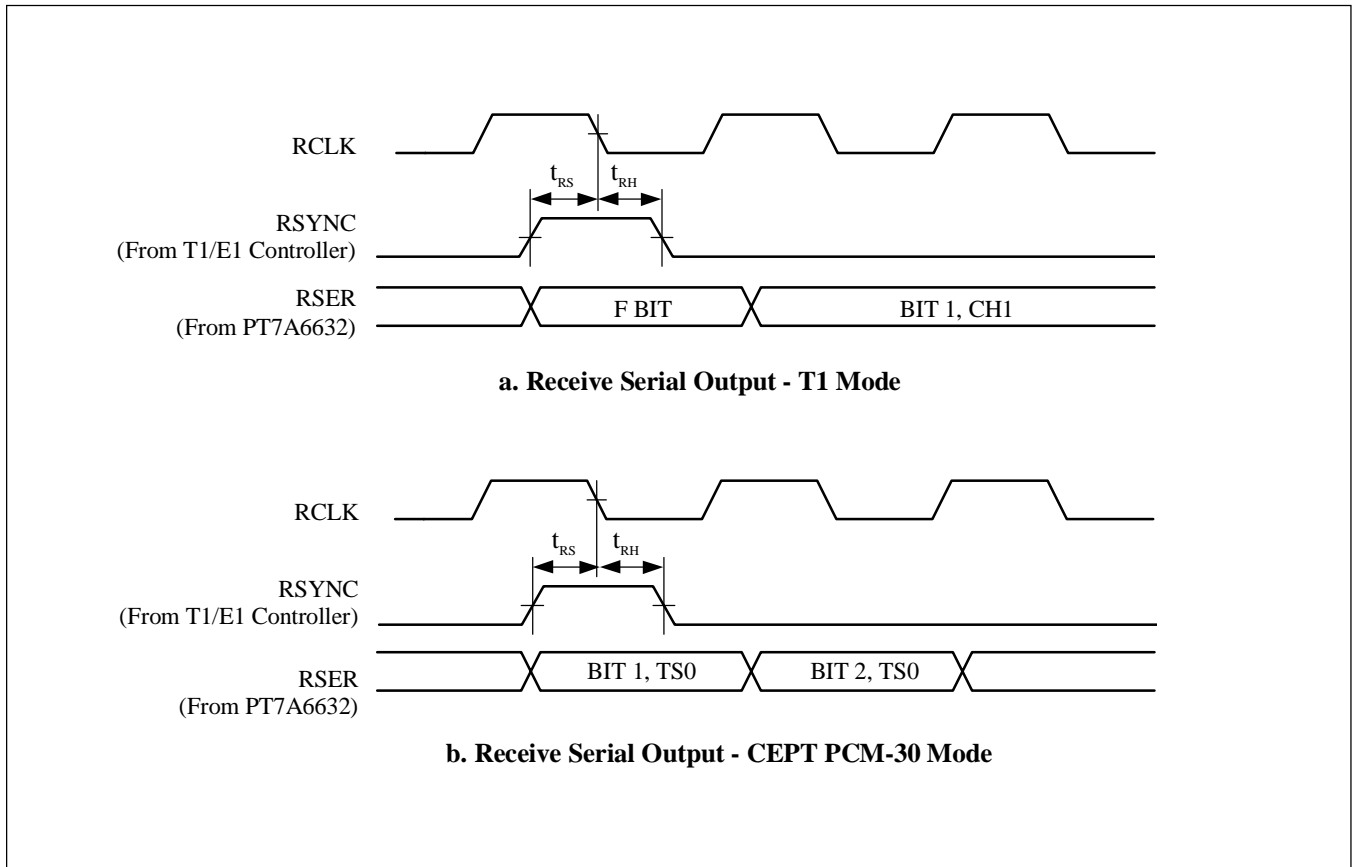 RCLK
t_RS t_RH
RSYNC
(From T1/E1 Controller)
RSER
(From PT7A6632)
F BIT BIT 1, CH1
a. Receive Serial Output - T1 Mode
RCLK
t_RS t_RH
RSYNC
(From T1/E1 Controller)
RSER
(From PT7A6632)
BIT 1, TS0 BIT 2, TS0
b. Receive Serial Output - CEPT PCM-30 Mode